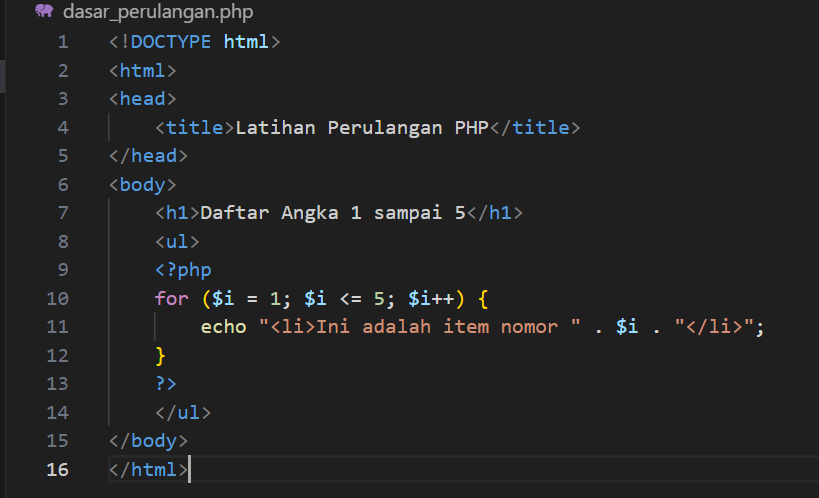 dasar_perulangan.php
1 <!DOCTYPE html>
2 <html>
3 <head>
4     <title>Latihan Perulangan PHP</title>
5 </head>
6 <body>
7     <h1>Daftar Angka 1 sampai 5</h1>
8     <ul>
9     <?php
10     for ($i = 1; $i <= 5; $i++) {
11         echo "<li>Ini adalah item nomor " . $i . "</li>";
12     }
13     ?>
14     </ul>
15 </body>
16 </html>